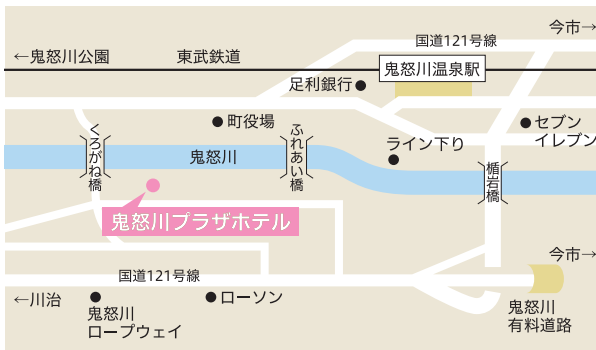 今市→
国道121号線
←鬼怒川公園
東武鉄道
鬼怒川温泉駅
足利銀行
町役場
セブン
イレブン
ライン下り
くろがね橋
ふれあい橋
鬼怒川
楯岩橋
鬼怒川プラザホテル
今市→
国道121号線
←川治
ローソン
鬼怒川
ロープウェイ
鬼怒川
有料道路